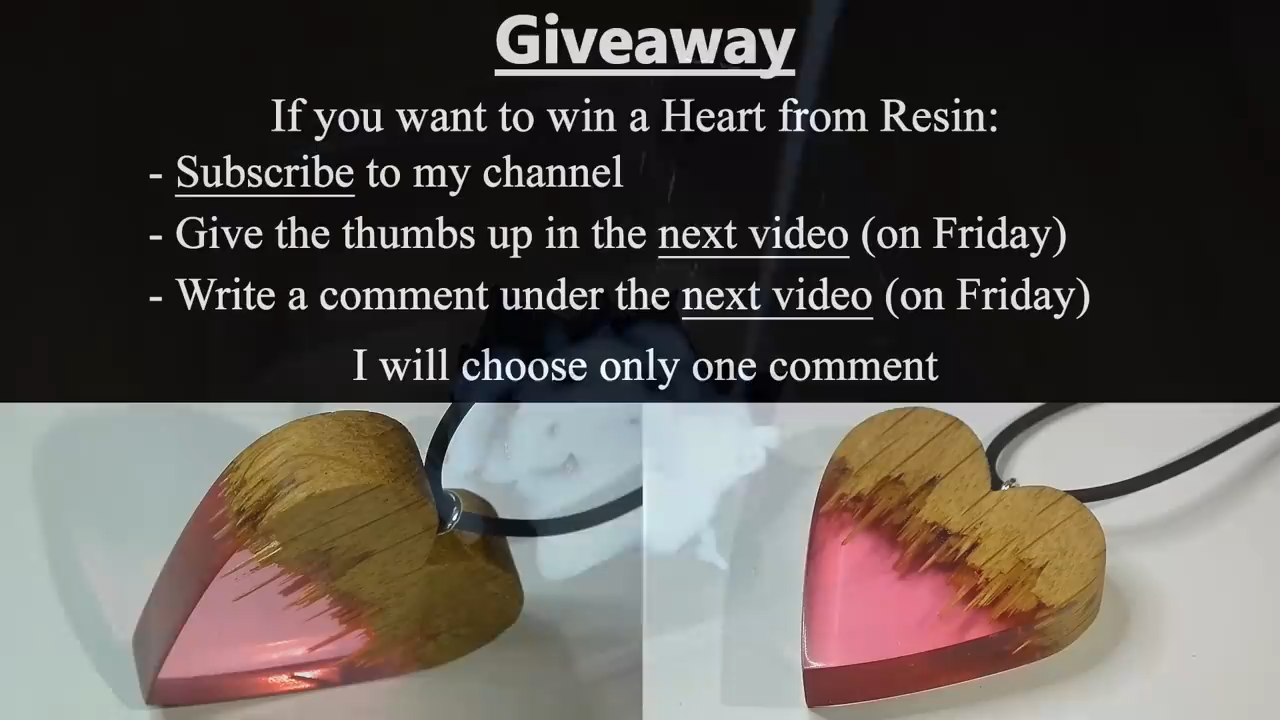 Giveaway
If you want to win a Heart from Resin:
- Subscribe to my channel
- Give the thumbs up in the next video (on Friday)
- Write a comment under the next video (on Friday)
I will choose only one comment